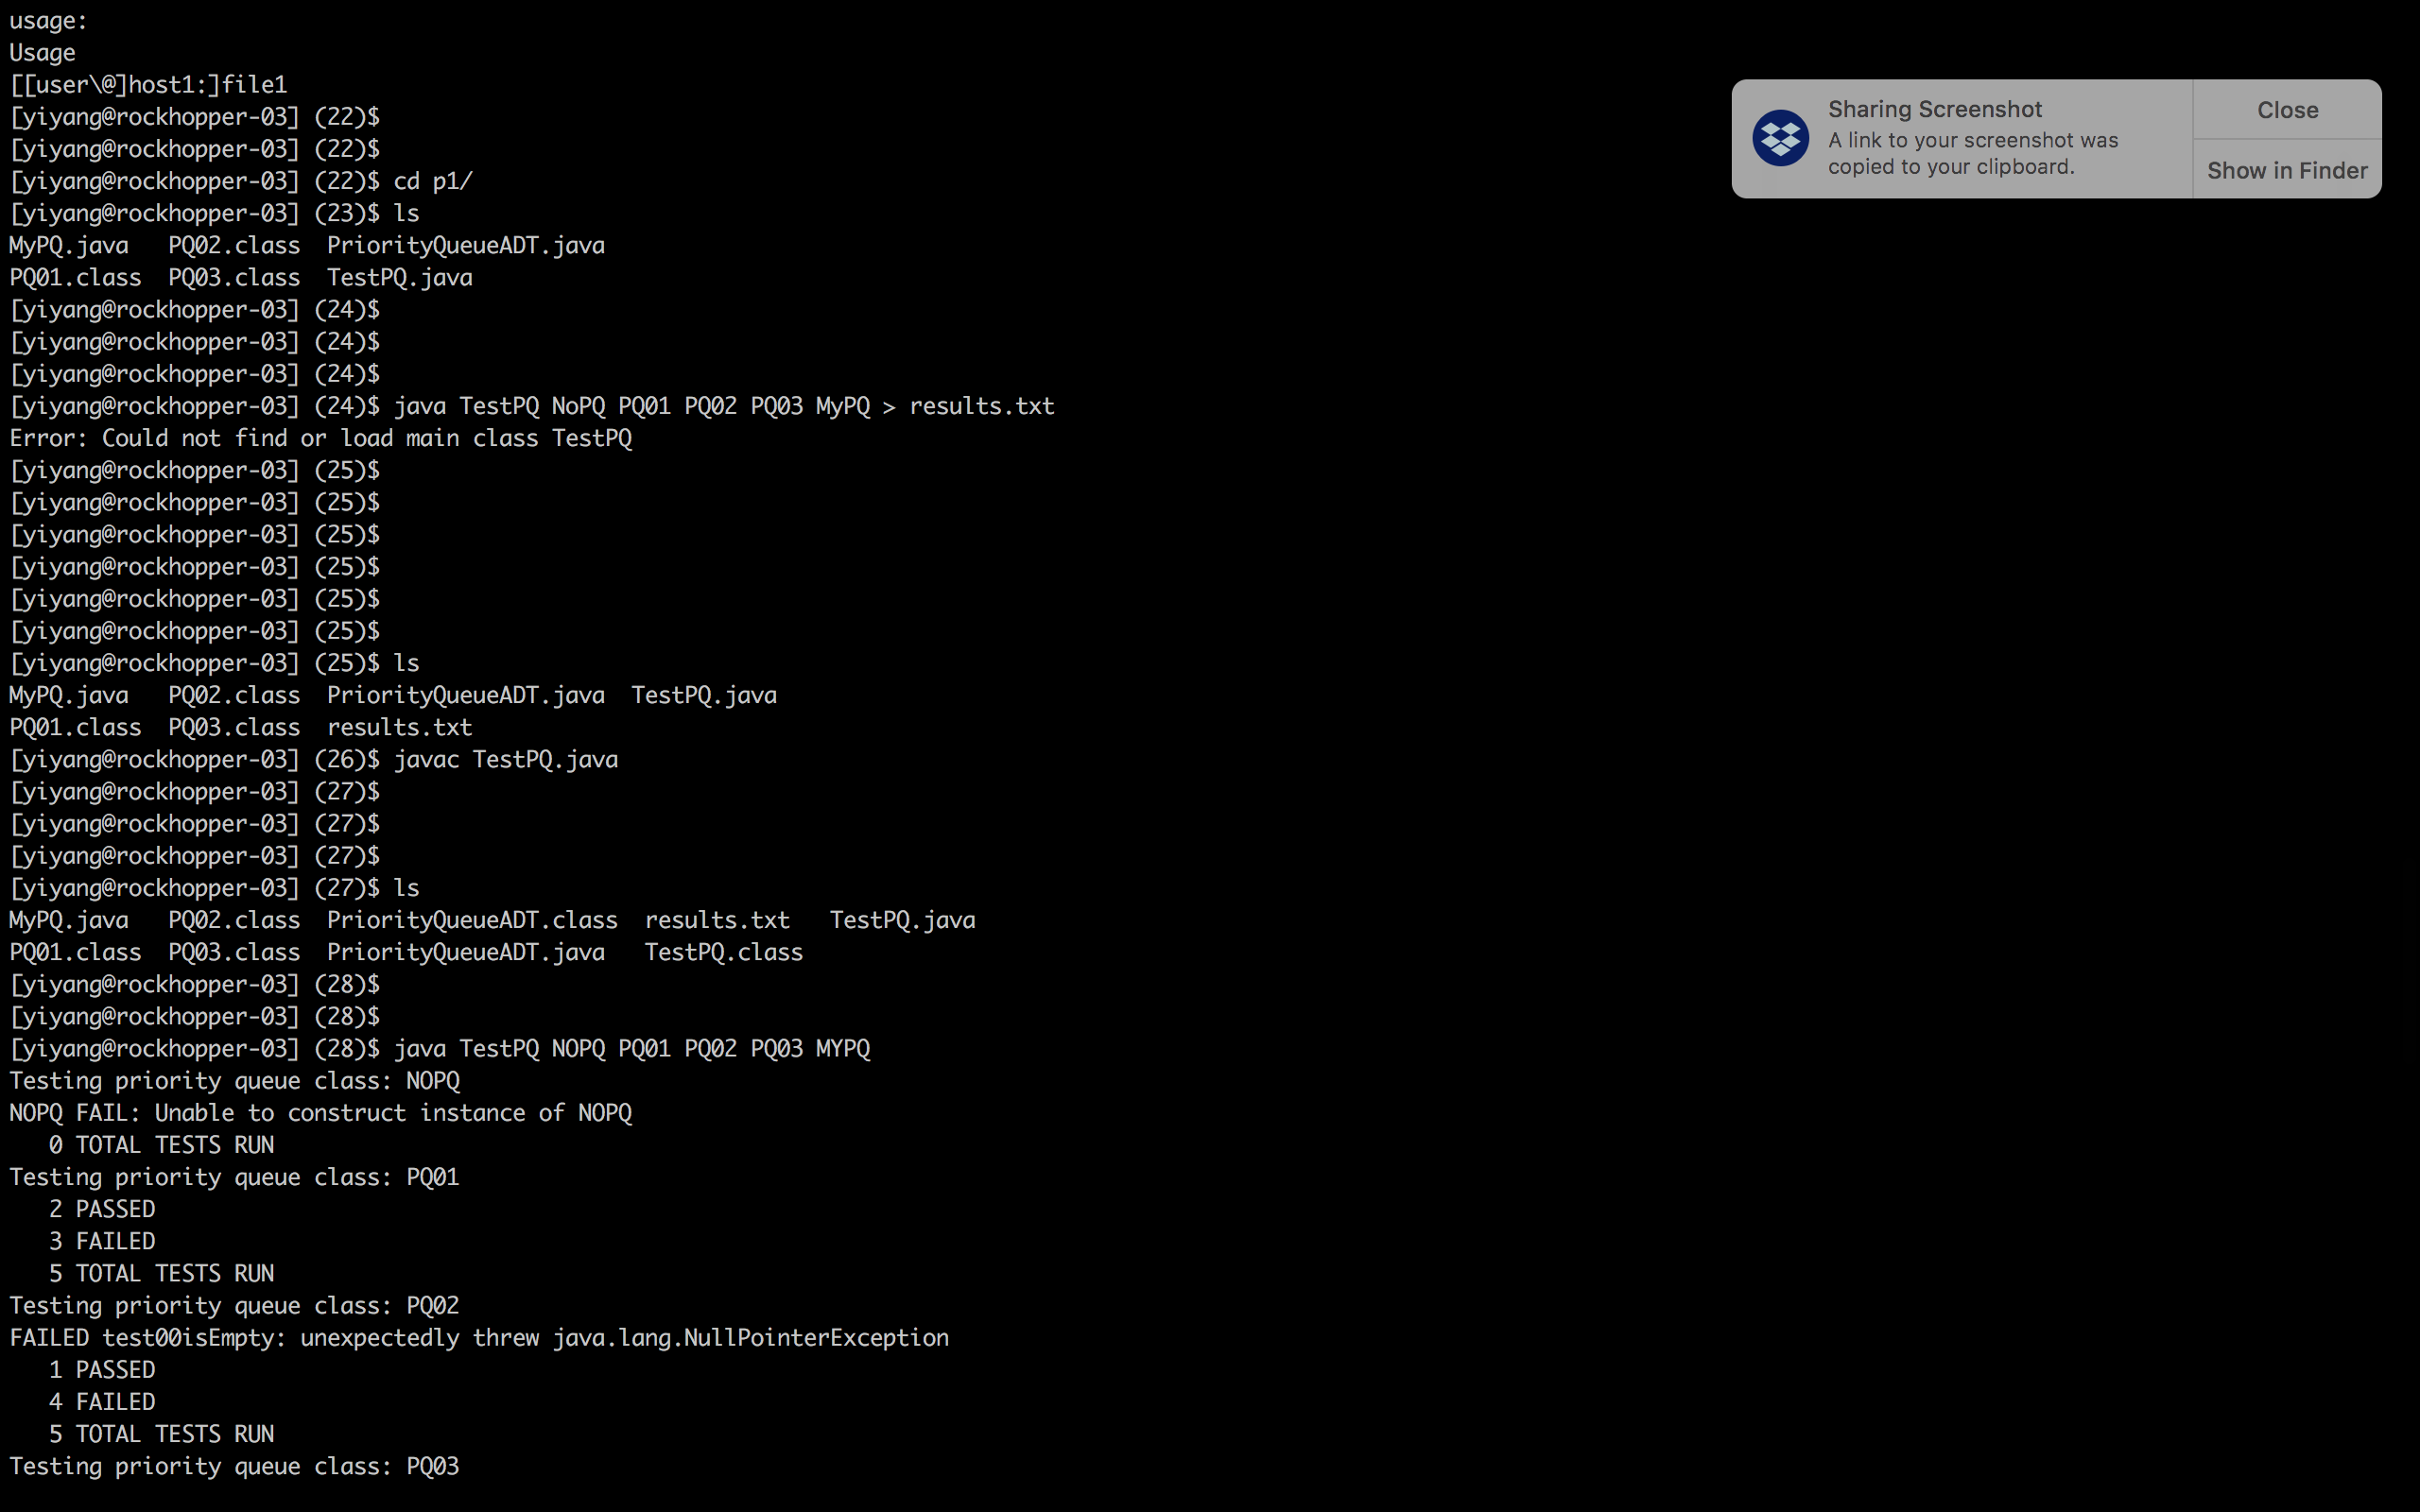 usage:
Usage
[[user\@]host1:]file1
[yiyang@rockhopper-03] (22)$
[yiyang@rockhopper-03] (22)$
[yiyang@rockhopper-03] (22)$ cd p1/
[yiyang@rockhopper-03] (23)$ ls
MyPQ.java   PQ02.class  PriorityQueueADT.java
PQ01.class  PQ03.class  TestPQ.java
[yiyang@rockhopper-03] (24)$
[yiyang@rockhopper-03] (24)$
[yiyang@rockhopper-03] (24)$
[yiyang@rockhopper-03] (24)$ java TestPQ NoPQ PQ01 PQ02 PQ03 MyPQ > results.txt
Error: Could not find or load main class TestPQ
[yiyang@rockhopper-03] (25)$
[yiyang@rockhopper-03] (25)$
[yiyang@rockhopper-03] (25)$
[yiyang@rockhopper-03] (25)$
[yiyang@rockhopper-03] (25)$
[yiyang@rockhopper-03] (25)$
[yiyang@rockhopper-03] (25)$ ls
MyPQ.java   PQ02.class  PriorityQueueADT.java  TestPQ.java
PQ01.class  PQ03.class  results.txt
[yiyang@rockhopper-03] (26)$ javac TestPQ.java
[yiyang@rockhopper-03] (27)$
[yiyang@rockhopper-03] (27)$
[yiyang@rockhopper-03] (27)$
[yiyang@rockhopper-03] (27)$ ls
MyPQ.java   PQ02.class  PriorityQueueADT.class  results.txt   TestPQ.java
PQ01.class  PQ03.class  PriorityQueueADT.java   TestPQ.class
[yiyang@rockhopper-03] (28)$
[yiyang@rockhopper-03] (28)$
[yiyang@rockhopper-03] (28)$ java TestPQ NOPQ PQ01 PQ02 PQ03 MYPQ
Testing priority queue class: NOPQ
NOPQ FAIL: Unable to construct instance of NOPQ
   0 TOTAL TESTS RUN
Testing priority queue class: PQ01
   2 PASSED
   3 FAILED
   5 TOTAL TESTS RUN
Testing priority queue class: PQ02
FAILED test00isEmpty: unexpectedly threw java.lang.NullPointerException
   1 PASSED
   4 FAILED
   5 TOTAL TESTS RUN
Testing priority queue class: PQ03
Sharing Screenshot
A link to your screenshot was
copied to your clipboard.
Close
Show in Finder